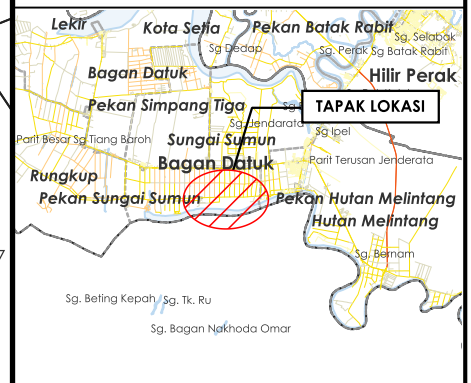 Lekir
Kota Setia
Pekan Batak Rabit
Sg. Selabak
Sg Dedap
Sg. Perak
Sg Batak Rabit
Bagan Datuk
Hilir Perak
Pekan Simpang Tiga
TAPAK LOKASI
Sg. Jendarata
Sg Ipel
Parit Besar Sg Tiang Baroh
Sungai Sumun
Bagan Datuk
Parit Terusan Jenderata
Rungkup
Pekan Sungai Sumun
Pekan Hutan Melintang
Hutan Melintang
7
Sg. Bernam
Sg. Beting Kepah
Sg. Tk. Ru
Sg. Bagan Nakhoda Omar